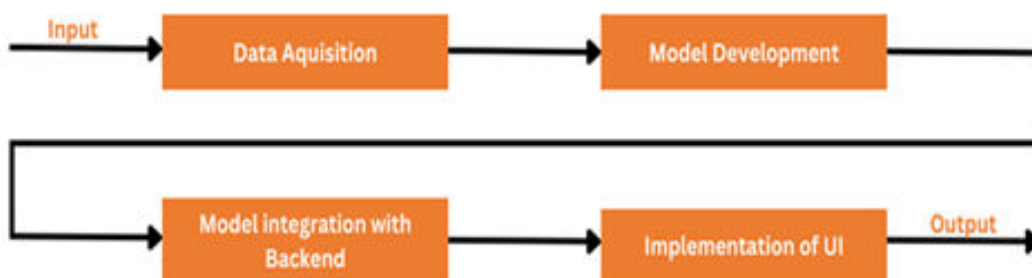 Input
Data Aquisition
Model Development
Model integration with
Backend
Implementation of UI
Output